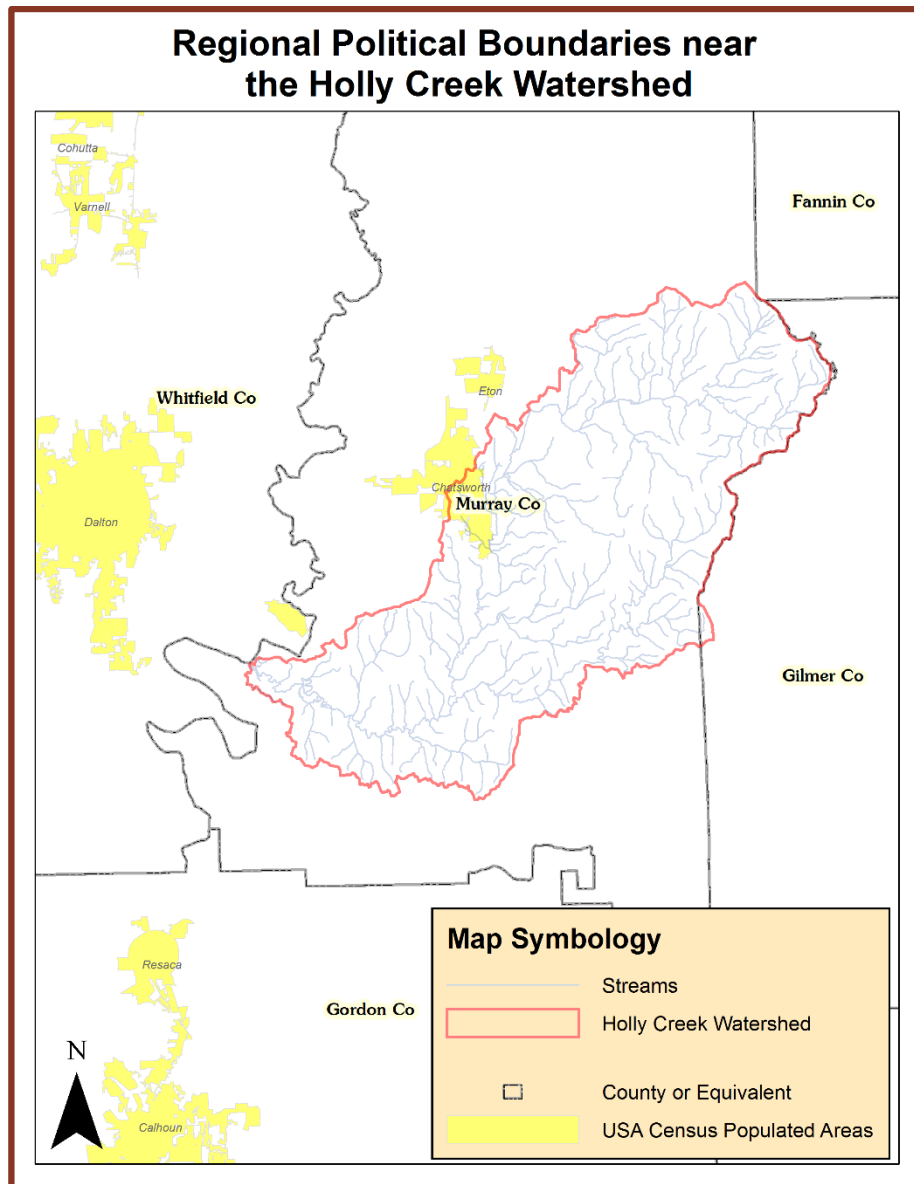 Regional Political Boundaries near
the Holly Creek Watershed
Cohutta
Varnell
Fannin Co
Eton
Whitfield Co
Chatsworth
Murray Co
Dalton
Gilmer Co
Resaca
Gordon Co
Calhoun
N
Map Symbology
Streams
Holly Creek Watershed
County or Equivalent
USA Census Populated Areas